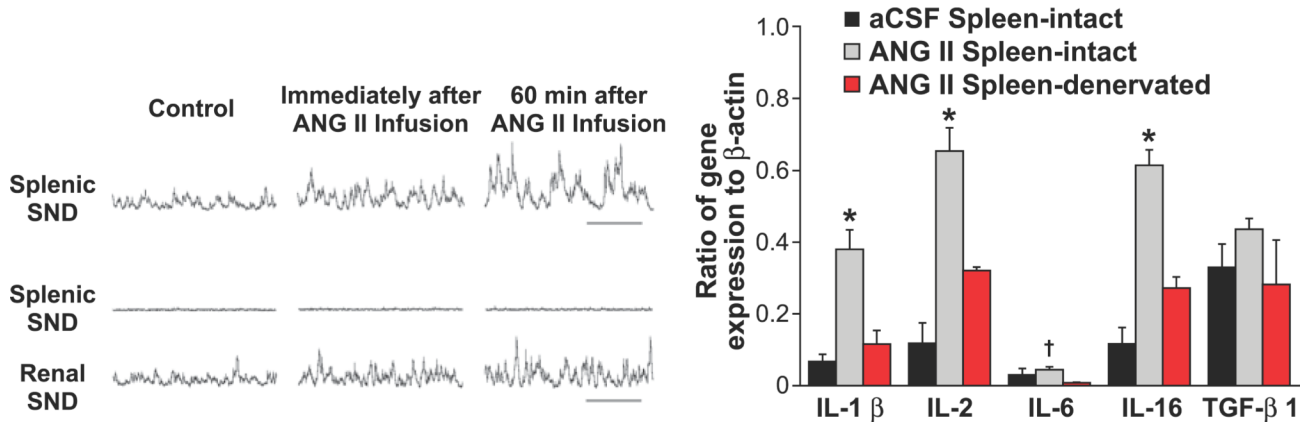 Control
Immediately after
ANG II Infusion
60 min after
ANG II Infusion
Splenic
SND
Splenic
SND
Renal
SND
aCSF Spleen-intact
ANG II Spleen-intact
ANG II Spleen-denervated
Ratio of gene
expression to β-actin
1.0
0.8
0.6
0.4
0.2
0
*
*
†
*
IL-1 β
IL-2
IL-6
IL-16
TGF-β 1